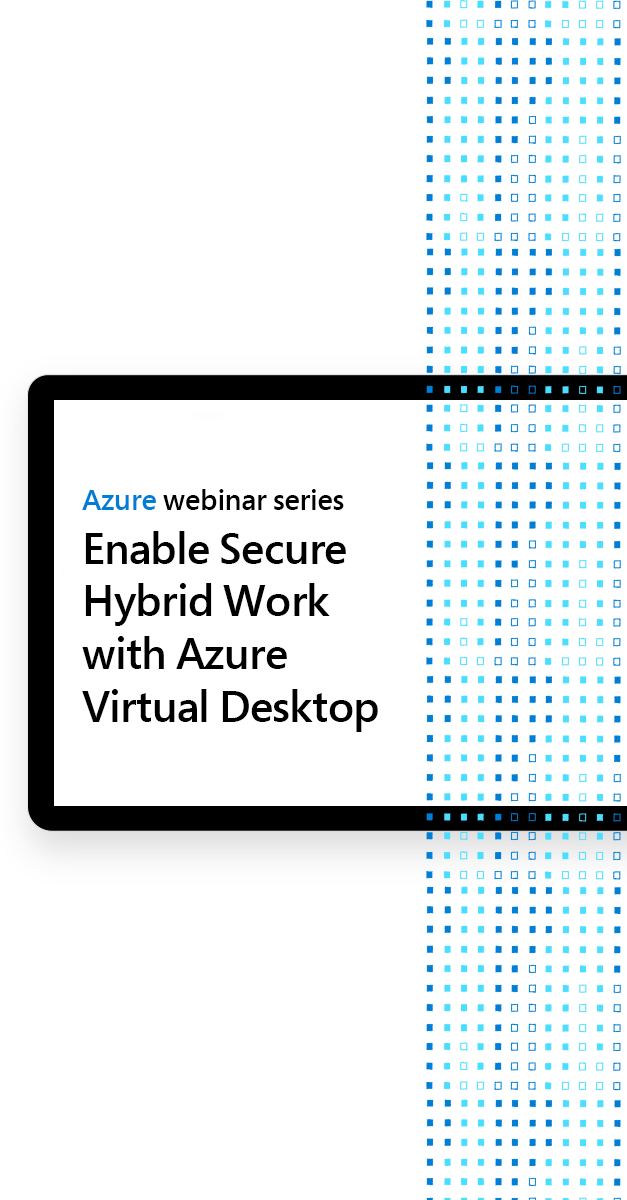 Azure webinar series
Enable Secure
Hybrid Work
with Azure
Virtual Desktop